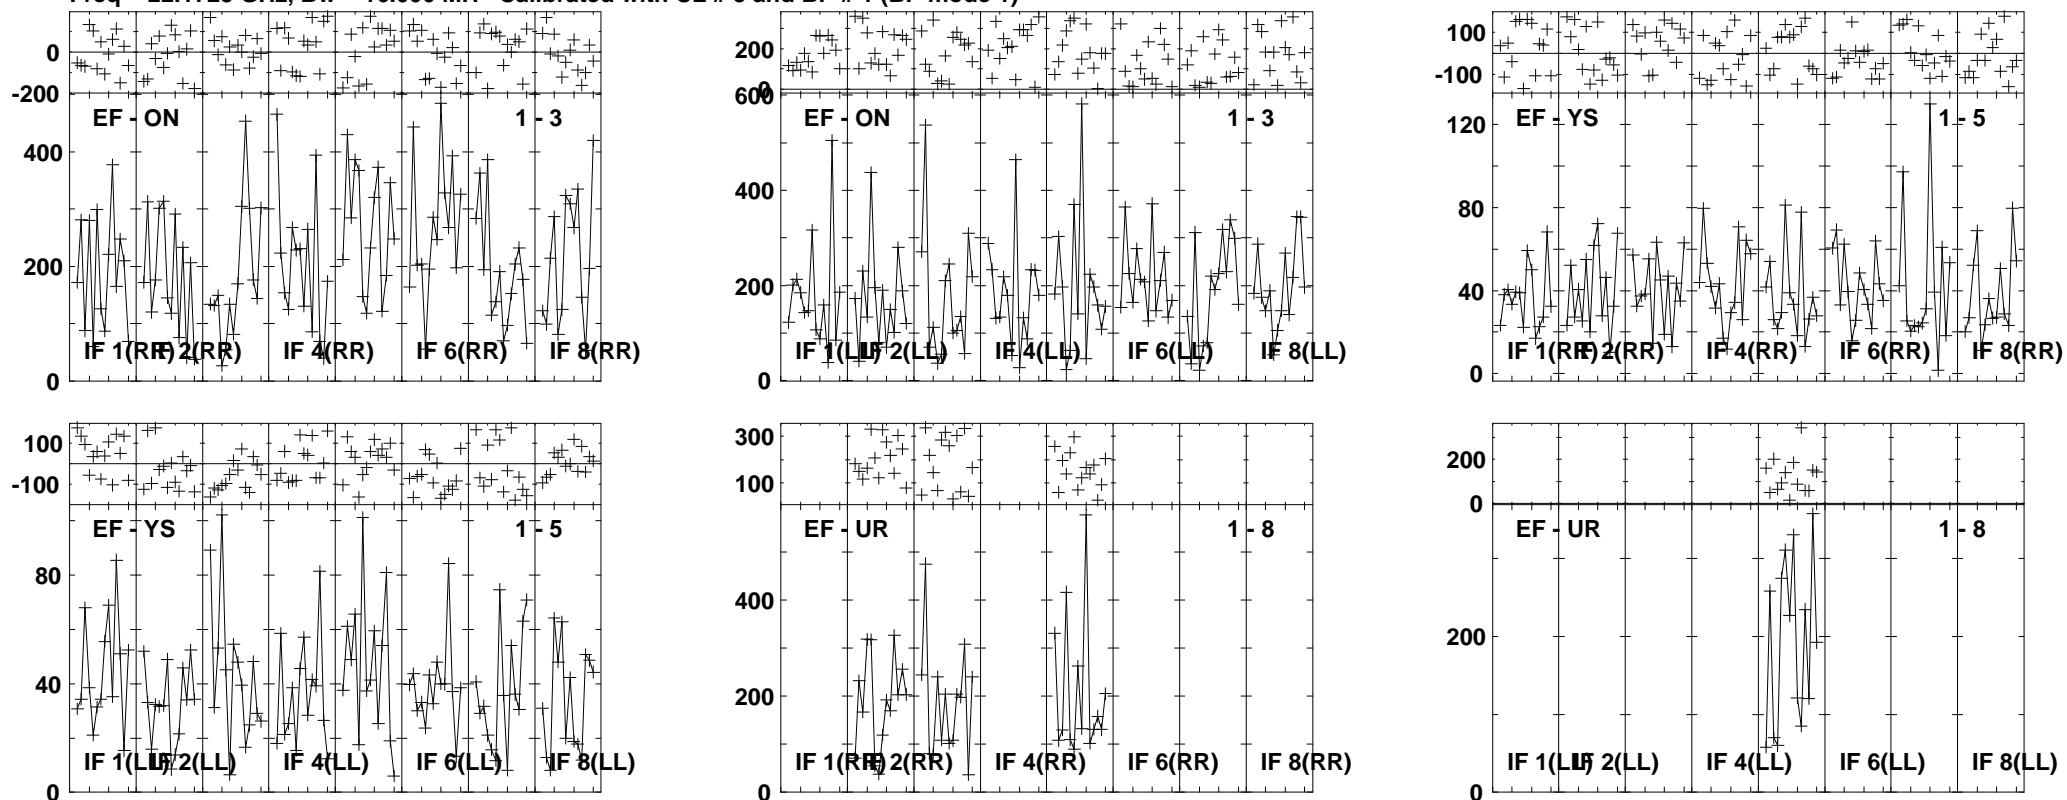 0
-200
400
200
0
EF - ON
1 - 3
IF 1(RR)
IF 2(RR)
IF 4(RR)
IF 6(RR)
IF 8(RR)
200
0
600
400
200
0
EF - ON
1 - 3
IF 1(LL)
IF 2(LL)
IF 4(LL)
IF 6(LL)
IF 8(LL)
100
-100
120
80
40
0
EF - YS
1 - 5
IF 1(RR)
IF 2(RR)
IF 4(RR)
IF 6(RR)
IF 8(RR)
100
-100
80
40
0
EF - YS
1 - 5
IF 1(LL)
IF 2(LL)
IF 4(LL)
IF 6(LL)
IF 8(LL)
300
100
400
200
0
EF - UR
1 - 8
IF 1(RR)
IF 2(RR)
IF 4(RR)
IF 6(RR)
IF 8(RR)
200
0
200
0
EF - UR
1 - 8
IF 1(LL)
IF 2(LL)
IF 4(LL)
IF 6(LL)
IF 8(LL)